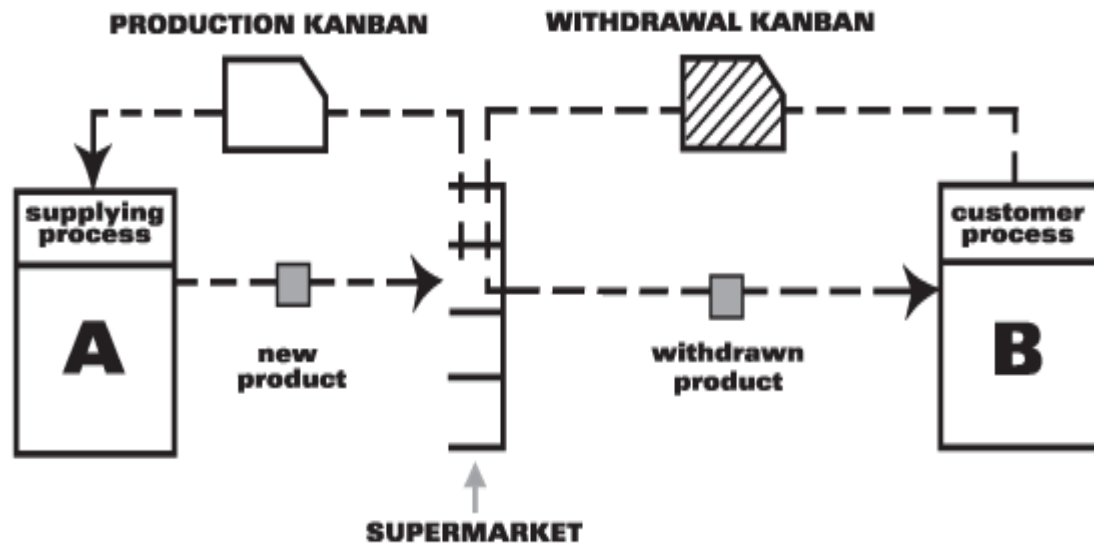 PRODUCTION KANBAN
WITHDRAWAL KANBAN
supplying
process
customer
process
A
new
product
withdrawn
product
B
SUPERMARKET